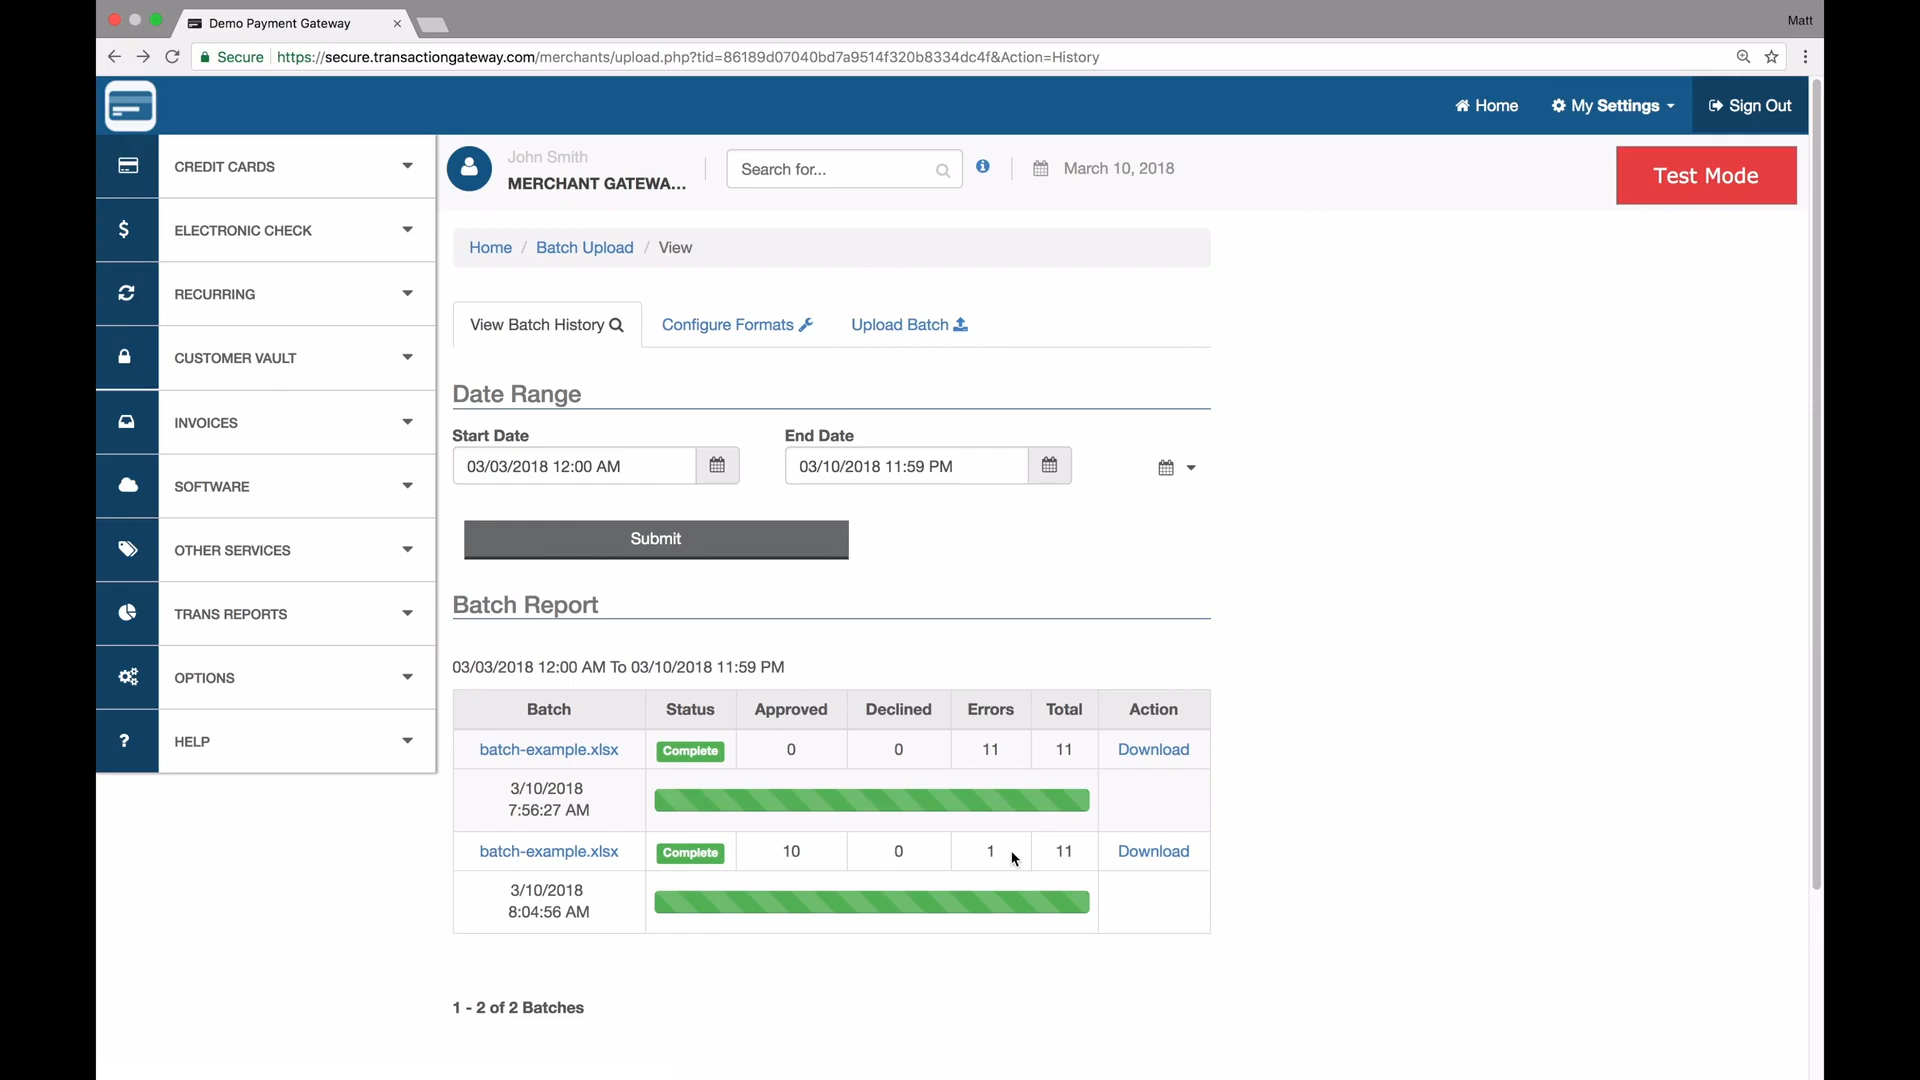 Demo Payment Gateway
Matt
Secure https://secure.transactiongateway.com/merchants/upload.php?tid=86189d07040bd7a9514f320b8334dc4f&Action=History
Home My Settings Sign Out
CREDIT CARDS
ELECTRONIC CHECK
RECURRING
CUSTOMER VAULT
INVOICES
SOFTWARE
OTHER SERVICES
TRANS REPORTS
OPTIONS
HELP
John Smith
MERCHANT GATEWA...
Search for...
March 10, 2018
Test Mode
Home / Batch Upload / View
View Batch History Configure Formats Upload Batch
Date Range
Start Date End Date
03/03/2018 12:00 AM 03/10/2018 11:59 PM
Submit
Batch Report
03/03/2018 12:00 AM To 03/10/2018 11:59 PM
Batch Status Approved Declined Errors Total Action
batch-example.xlsx Complete 0 0 11 11 Download
3/10/2018
7:56:27 AM
batch-example.xlsx Complete 10 0 1 11 Download
3/10/2018
8:04:56 AM
1 - 2 of 2 Batches